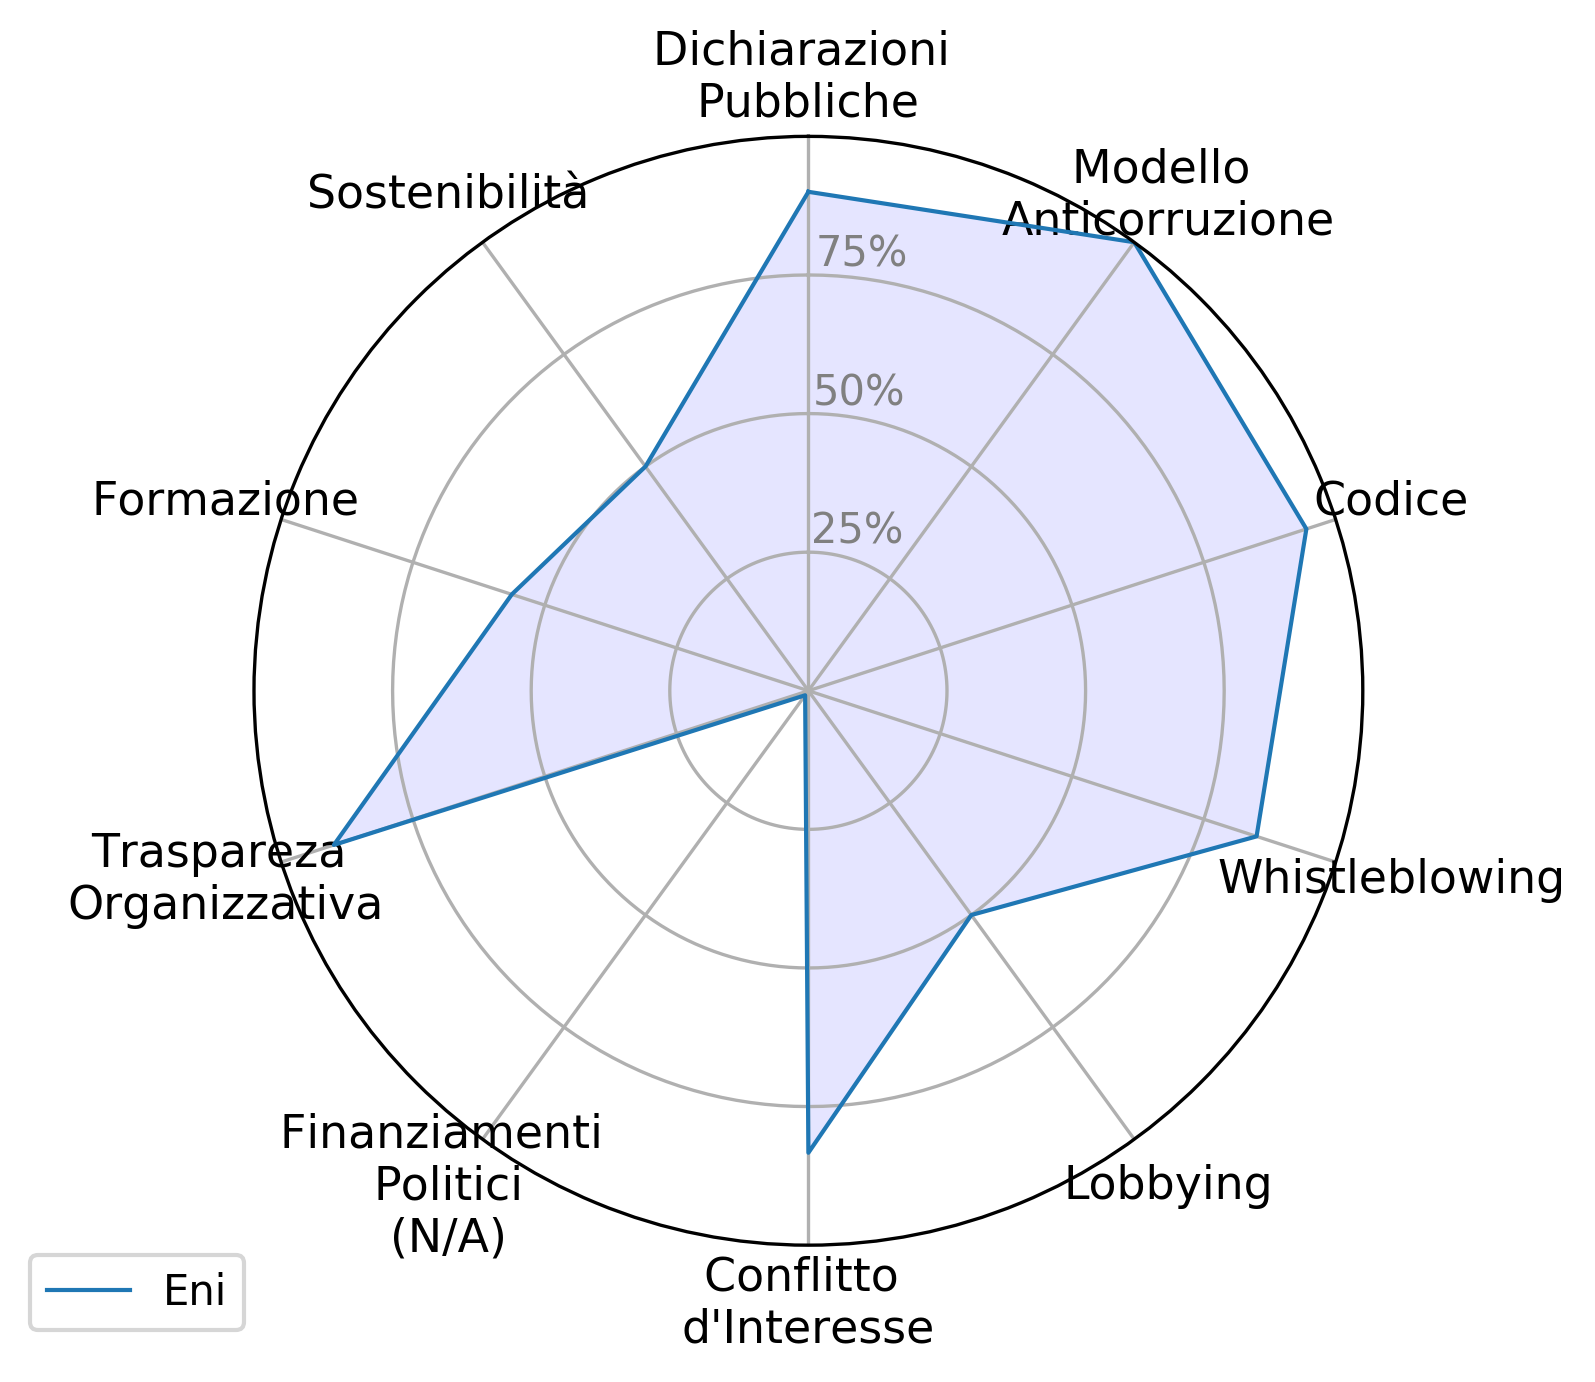 Dichiarazioni
Pubbliche
Modello
Anticorruzione
Sostenibilità
75%
50%
Formazione
Codice
25%
Traspareza
Organizzativa
Whistleblowing
Finanziamenti
Politici
(N/A)
Lobbying
Conflitto
d'Interesse
Eni